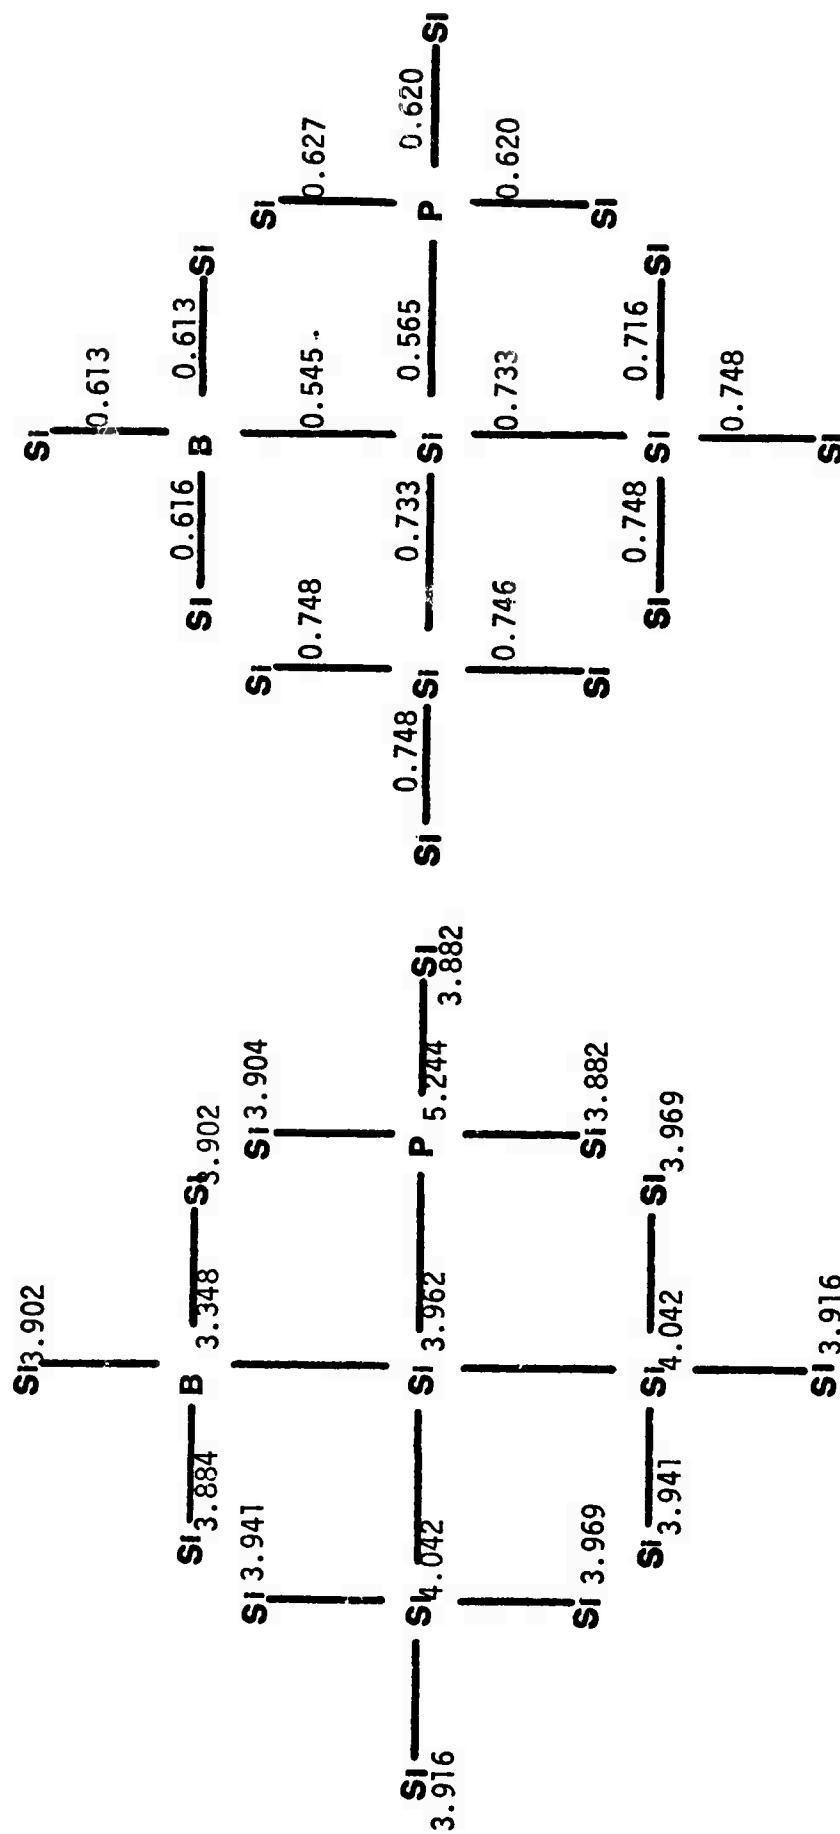 Si 3.902
Si 3.884 B 3.348 Si 3.902
Si 3.941 Si 3.904
Si 3.916 Si 4.042 Si 3.962 P 5.244 Si 3.882
Si 3.969 Si 3.882
Si 3.941 Si 4.042 Si 3.969
Si 3.916
Si
0.613
0.616 0.613
Si B Si
Si Si
0.748 0.545 0.627
0.748 0.733 0.565 0.620
Si Si Si P Si
0.746 0.733 0.620
Si Si
0.748 0.716
Si Si Si
0.748
Si